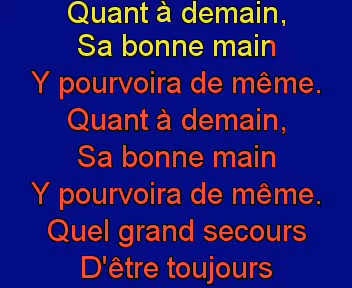 Quant à demain,
Sa bonne main
Y pourvoira de même.
Quant à demain,
Sa bonne main
Y pourvoira de même.
Quel grand secours
D'être toujours